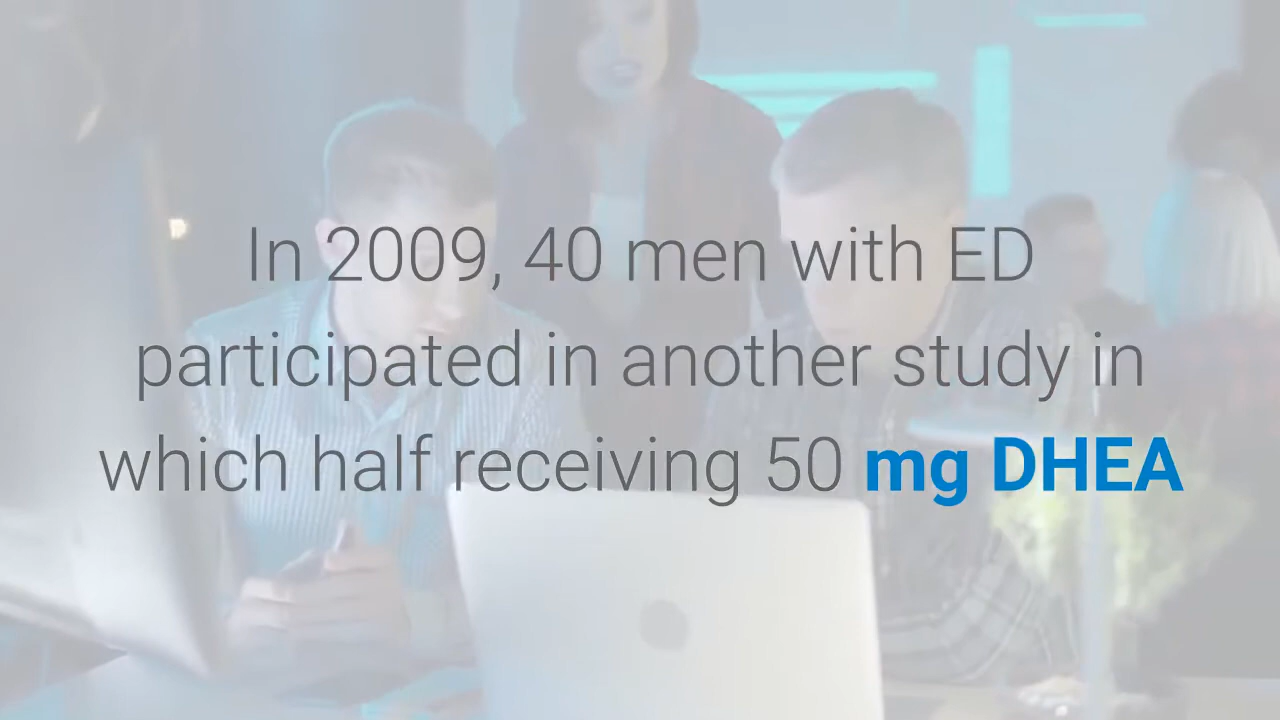 In 2009, 40 men with ED
participated in another study in
which half receiving 50 mg DHEA